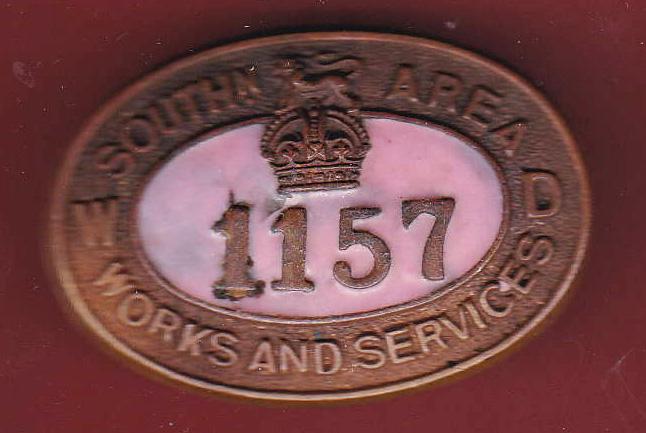 SOUTHN AREA
W D
1157
WORKS AND SERVICES